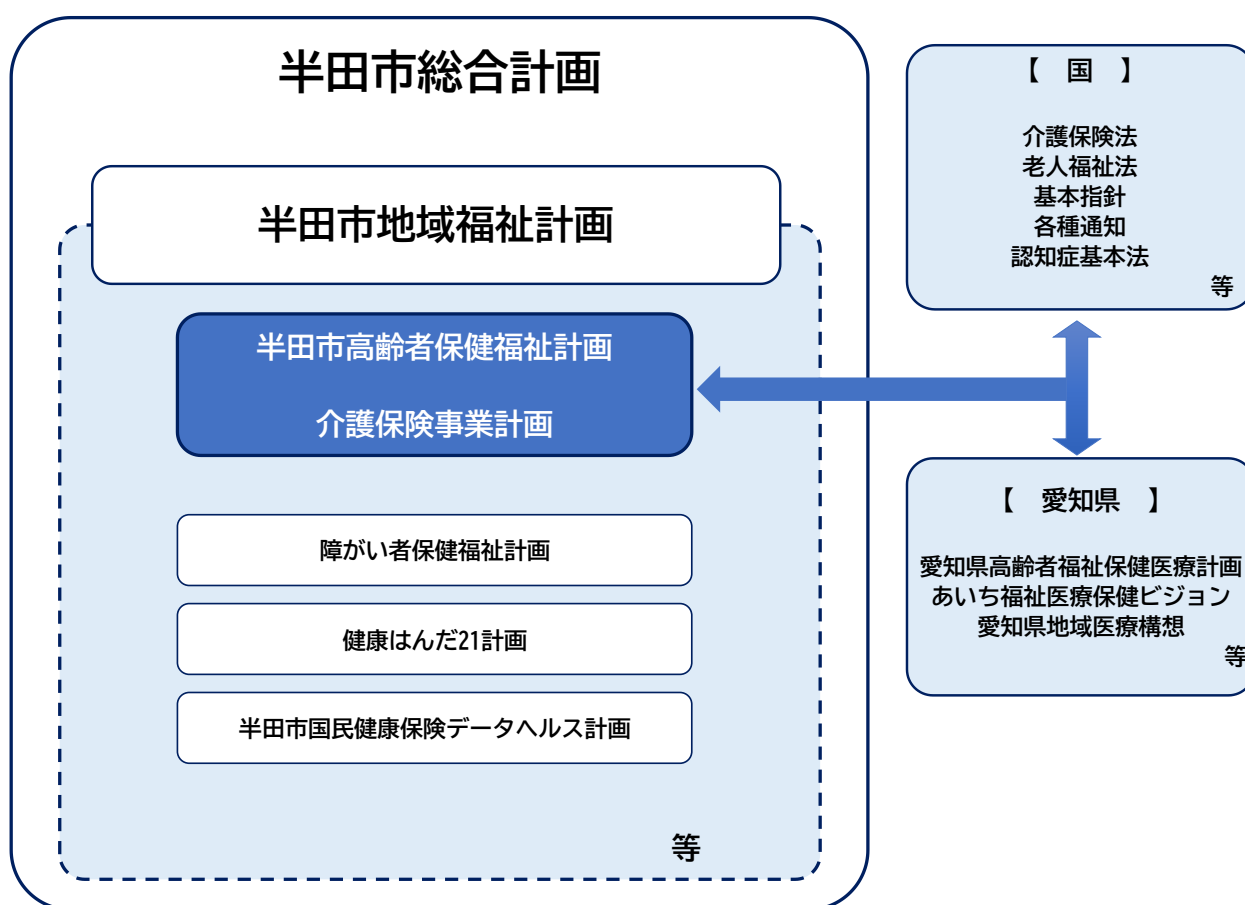 半田市総合計画
半田市地域福祉計画
半田市高齢者保健福祉計画
介護保険事業計画
障がい者保健福祉計画
健康はんだ21計画
半田市国民健康保険データヘルス計画
等
【 国 】
介護保険法
老人福祉法
基本指針
各種通知
認知症基本法
等
【 愛知県 】
愛知県高齢者福祉保健医療計画
あいち福祉医療保健ビジョン
愛知県地域医療構想
等